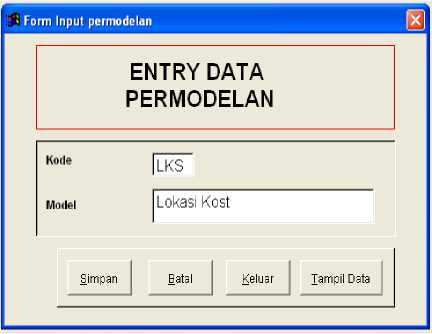 Form Input permodelan
ENTRY DATA
PERMODELAN
Kode
LKS
Model
Lokasi Kost
Simpan
Batal
Keluar
Tampil Data